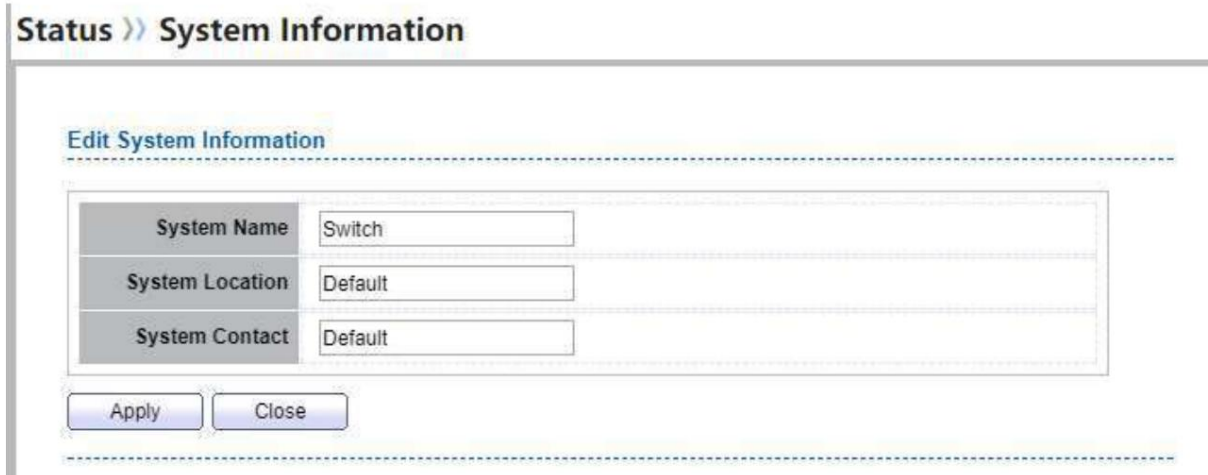 Status » System Information
Edit System Information
System Name Switch
System Location Default
System Contact Default
Apply Close